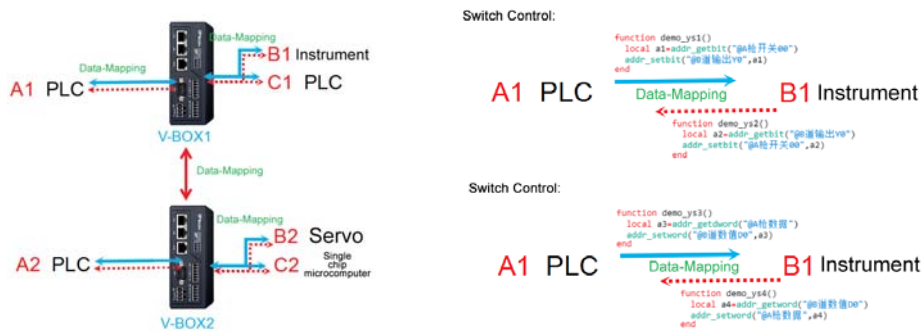 Data-Mapping
B1 Instrument
Data-Mapping
A1 PLC
C1 PLC
V-BOX1
Data-Mapping
Data-Mapping
B2 Servo
A2 PLC
C2 Single chip microcomputer
V-BOX2
Switch Control:
function demo_ys1()
local a1=addr_getbit("@A枪开关00")
addr_setbit("@B道输出Y0",a1)
end
A1 PLC
Data-Mapping
B1 Instrument
function demo_ys2()
local a2=addr_getbit("@B道输出Y0")
addr_setbit("@A枪开关00",a2)
end
Switch Control:
function demo_ys3()
local a3=addr_getdword("@A枪数据")
addr_setword("@B道数值D0",a3)
end
A1 PLC
Data-Mapping
B1 Instrument
function demo_ys4()
local a4=addr_getword("@B道数值D0")
addr_setword("@A枪数据",a4)
end